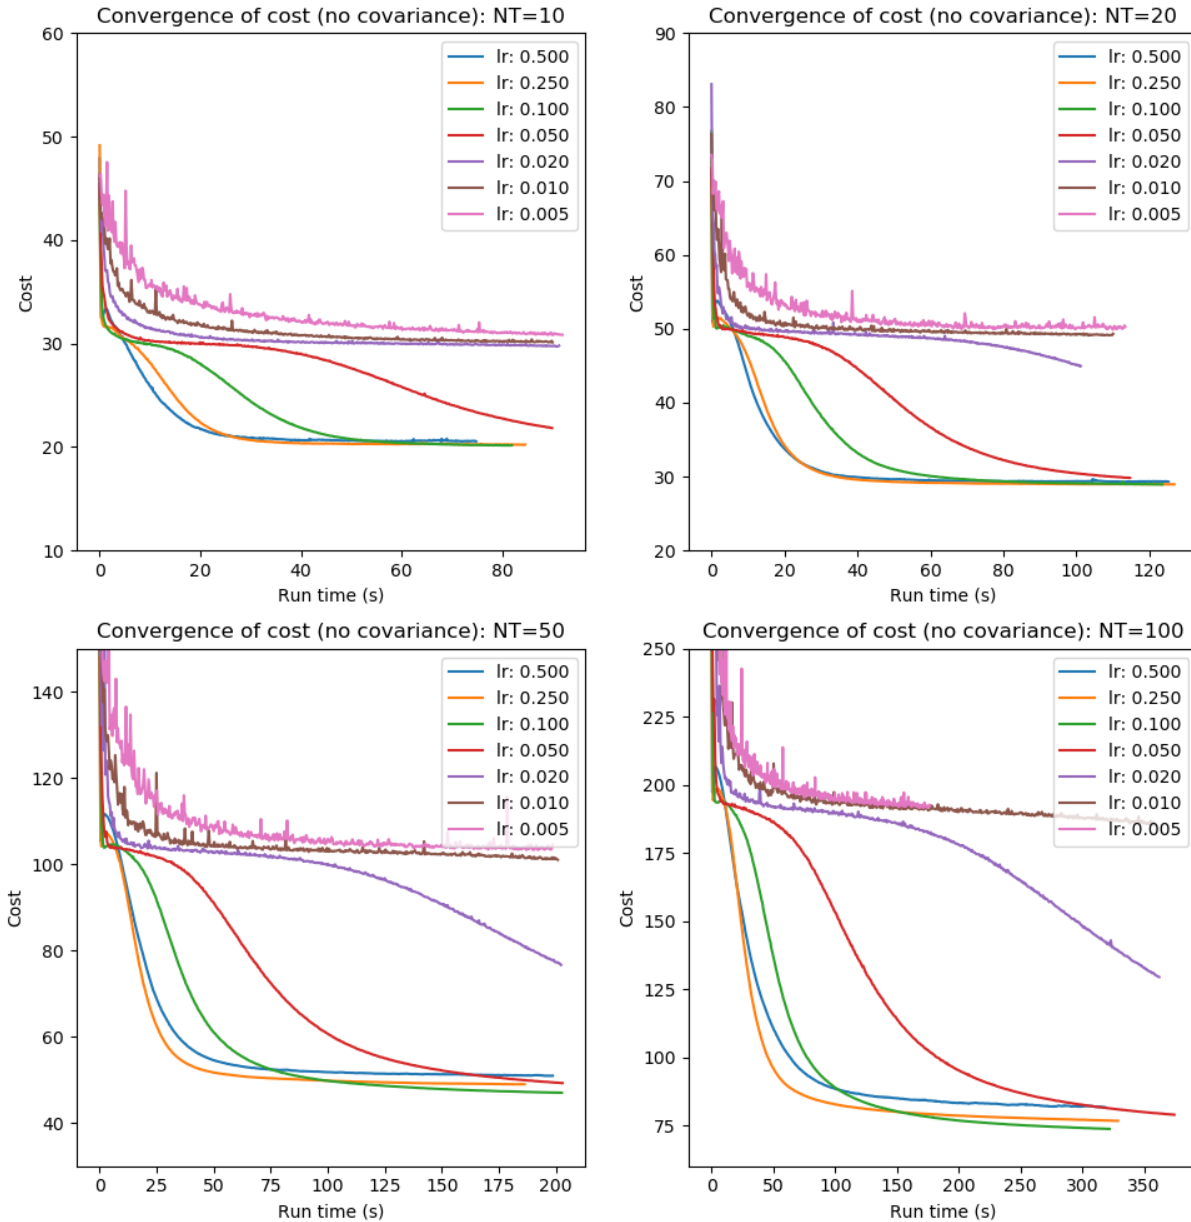 Convergence of cost (no covariance): NT=10
60
50
40
30
20
10
Cost
0 20 40 60 80
Run time (s)
lr: 0.500
lr: 0.250
lr: 0.100
lr: 0.050
lr: 0.020
lr: 0.010
lr: 0.005
Convergence of cost (no covariance): NT=20
90
80
70
60
50
40
30
20
Cost
0 20 40 60 80 100 120
Run time (s)
lr: 0.500
lr: 0.250
lr: 0.100
lr: 0.050
lr: 0.020
lr: 0.010
lr: 0.005
Convergence of cost (no covariance): NT=50
140
120
100
80
60
40
Cost
0 25 50 75 100 125 150 175 200
Run time (s)
lr: 0.500
lr: 0.250
lr: 0.100
lr: 0.050
lr: 0.020
lr: 0.010
lr: 0.005
Convergence of cost (no covariance): NT=100
250
225
200
175
150
125
100
75
Cost
0 50 100 150 200 250 300 350
Run time (s)
lr: 0.500
lr: 0.250
lr: 0.100
lr: 0.050
lr: 0.020
lr: 0.010
lr: 0.005